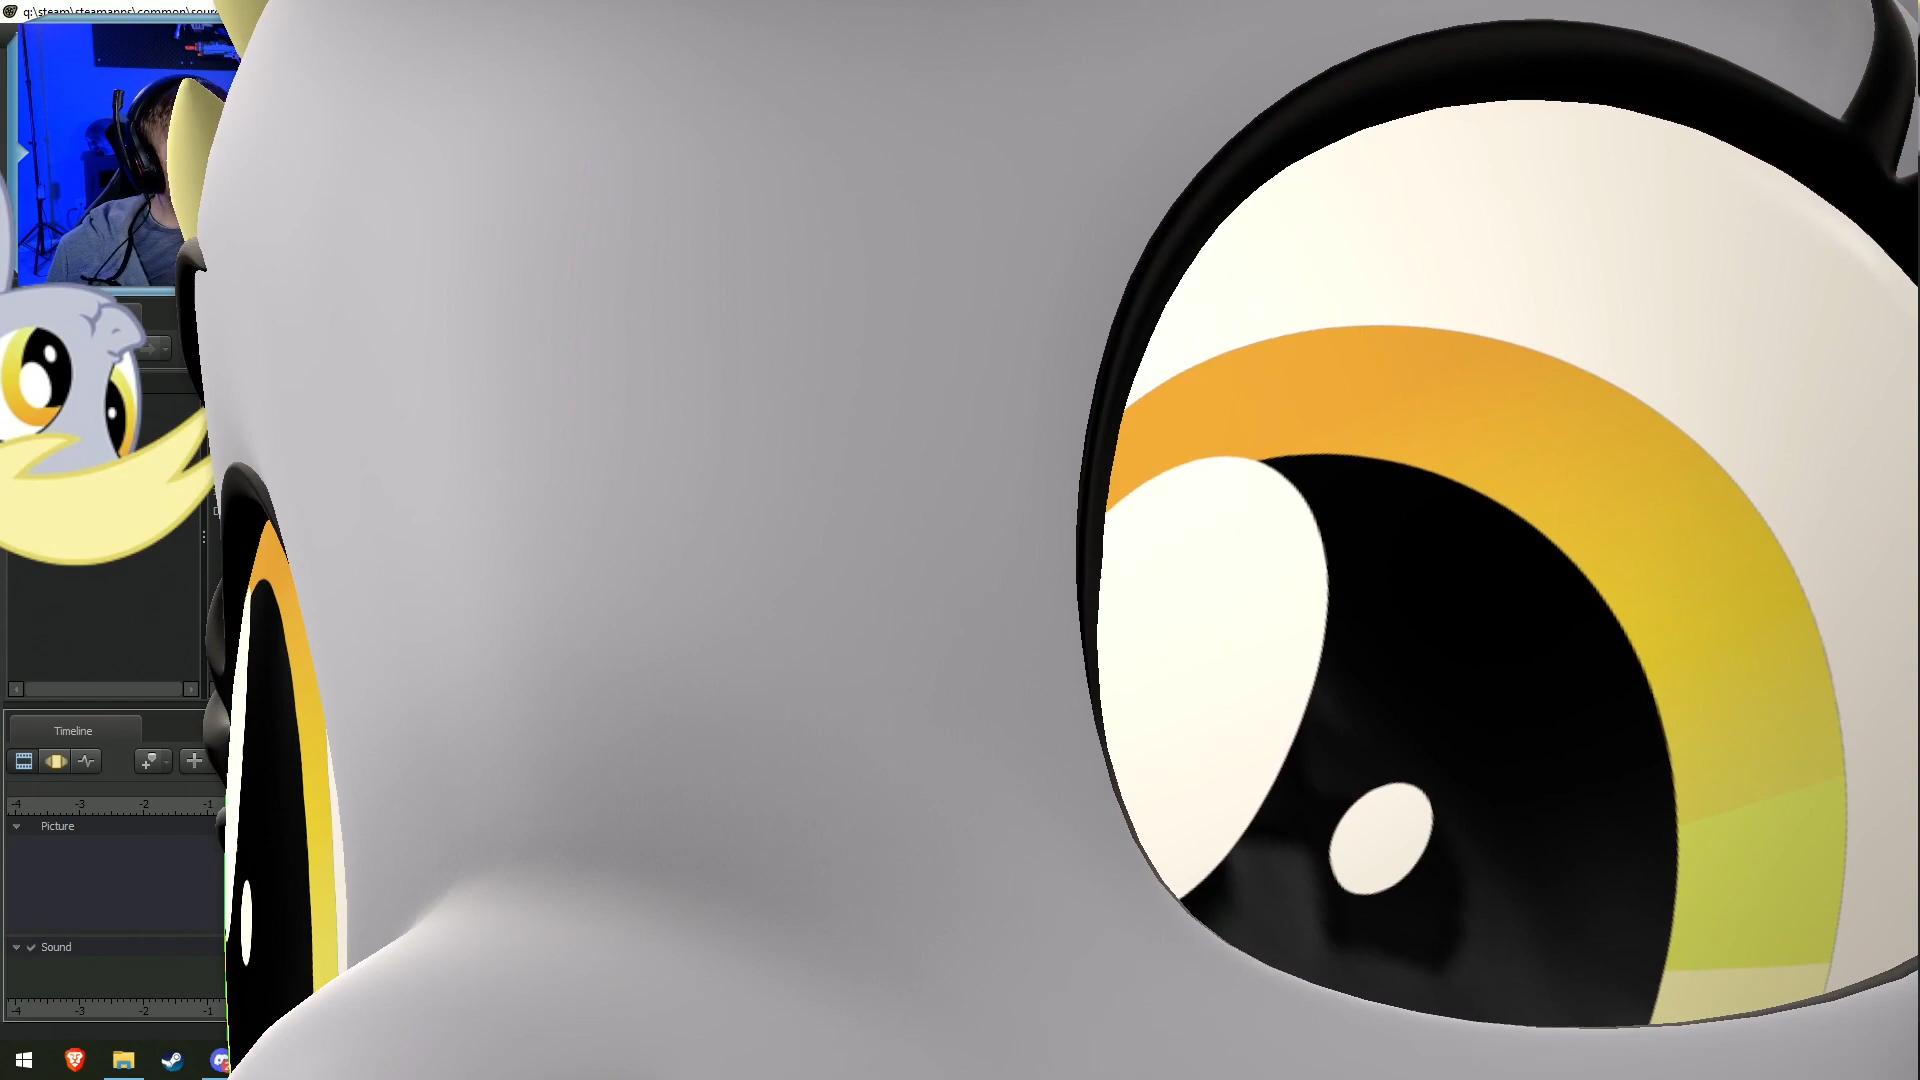 q:\steam\steamapps\common\sour
Timeline
-4 -3 -2 -1
Picture
Sound
-4 -3 -2 -1